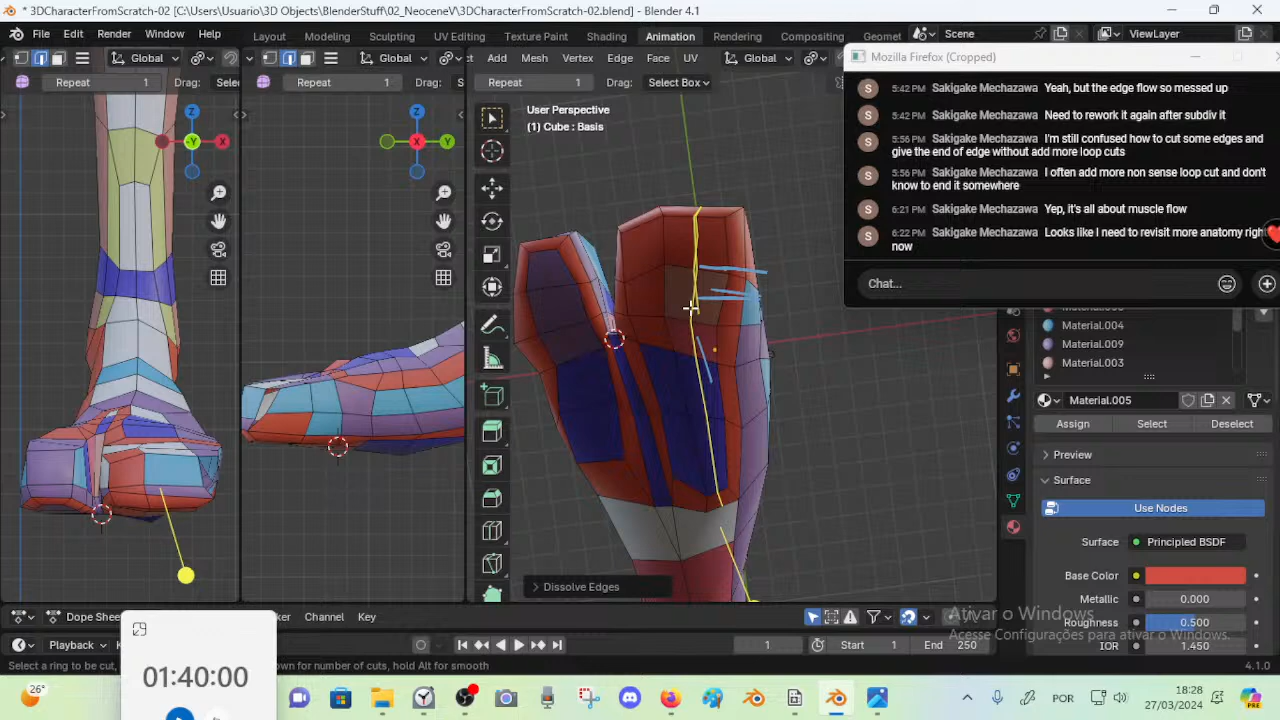 * 3DCharacterFromScratch-02 [C:\Users\Usuario\3D Objects\BlenderStuff\02_NeoceneV\3DCharacterFromScratch-02.blend] - Blender 4.1
File Edit Render Window Help Layout Modeling Sculpting UV Editing Texture Paint Shading Animation Rendering Compositing Geomet Scene ViewLayer
Global Global Add Mesh Vertex Edge Face UV Global
Repeat 1 Drag: Sele Repeat 1 Drag: S Repeat 1 Drag: Select Box
User Perspective
(1) Cube : Basis
Z
Y
X
Z
X
Y
Mozilla Firefox (Cropped)
S 5:42 PM Sakigake Mechazawa Yeah, but the edge flow so messed up
S 5:42 PM Sakigake Mechazawa Need to rework it again after subdiv it
S 5:56 PM Sakigake Mechazawa I'm still confused how to cut some edges and
give the end of edge without add more loop cuts
S 5:56 PM Sakigake Mechazawa I often add more non sense loop cut and don't
know to end it somewhere
S 6:21 PM Sakigake Mechazawa Yep, it's all about muscle flow
S 6:22 PM Sakigake Mechazawa Looks like I need to revisit more anatomy righ
now
Chat...
Material.004
Material.009
Material.003
Material.005
Assign Select Deselect
Preview
Surface
Use Nodes
Surface Principled BSDF
Base Color
Metallic 0.000
Roughness 0.500
IOR 1.450
Dissolve Edges
Ativar o Windows
Acesse Configurações para ativar o Windows.
Dope Shee ker Channel Key
Playback 1 Start 1 End 250
Select a ring to be cut, own for number of cuts, hold Alt for smooth 4.1.0
01:40:00
26° POR 18:28
27/03/2024
PRE